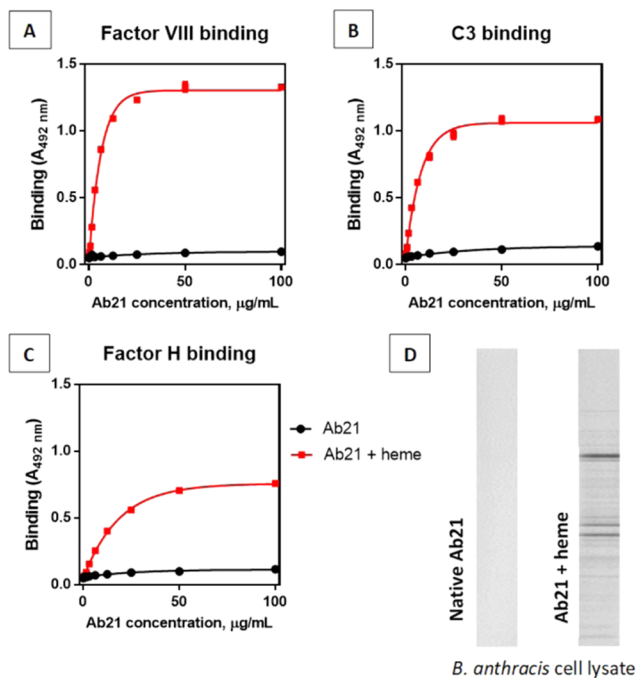 A
Factor VIII binding
Binding (A492 nm)
1.5
1.0
0.5
0.0
0
50
100
Ab21 concentration, μg/mL
B
C3 binding
Binding (A492 nm)
1.5
1.0
0.5
0.0
0
50
100
Ab21 concentration, μg/mL
C
Factor H binding
Binding (A492 nm)
1.5
1.0
0.5
0.0
0
50
100
Ab21 concentration, μg/mL
Ab21
Ab21 + heme
D
Native Ab21
Ab21 + heme
B. anthracis cell lysate